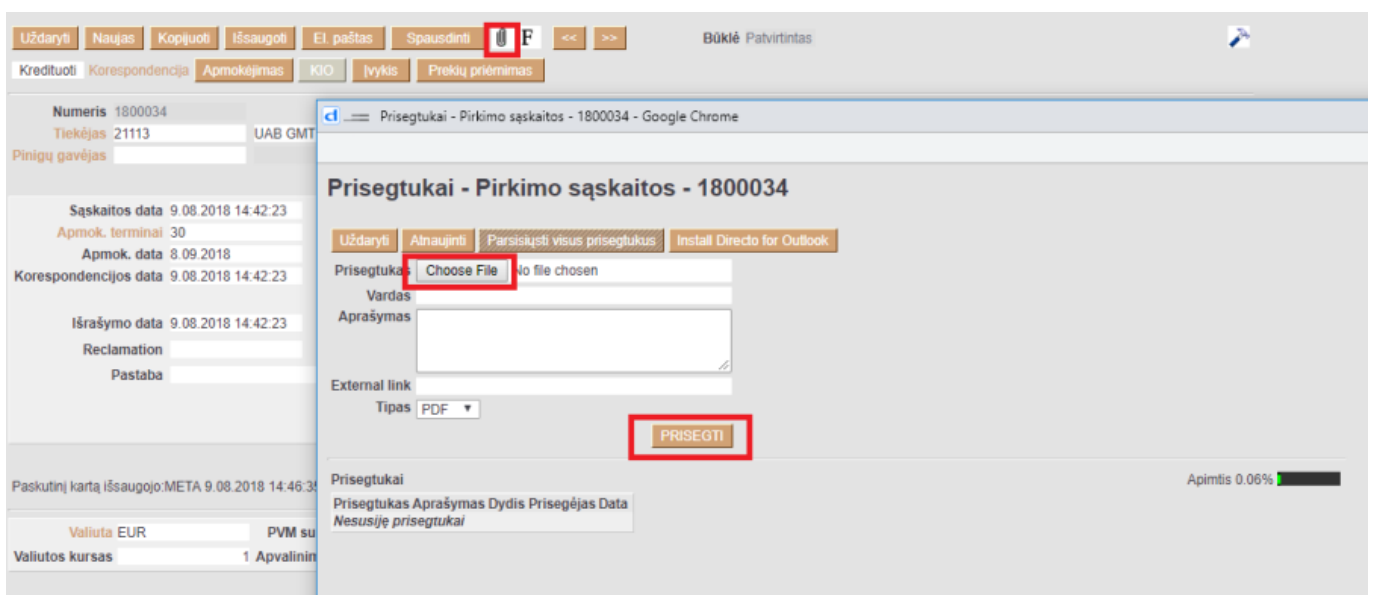 Uždaryti Naujas Kopijuoti Išsaugoti El. paštas Spausdinti F << >> Būklė Patvirtintas
Kredituoti Korespondencija Apmokėjimas KIO Įvykis Prekių priėmimas
Numeris 1800034
Tiekėjas 21113 UAB GMT
Pinigų gavėjas
Sąskaitos data 9.08.2018 14:42:23
Apmok. terminai 30
Apmok. data 8.09.2018
Korespondencijos data 9.08.2018 14:42:23
Išrašymo data 9.08.2018 14:42:23
Reclamation
Pastaba
Paskutinį kartą išsaugojo:META 9.08.2018 14:46:3
Valiuta EUR PVM su
Valiutos kursas 1 Apvalinim
Prisegtukai - Pirkimo sąskaitos - 1800034 - Google Chrome
Prisegtukai - Pirkimo sąskaitos - 1800034
Uždaryti Atnaujinti Parsisiųsti visus prisegtukus Install Directo for Outlook
Prisegtukas Choose File No file chosen
Vardas
Aprašymas
External link
Tipas PDF
PRISEGTI
Prisegtukai Apimtis 0.06%
Prisegtukas Aprašymas Dydis Prisegėjas Data
Nesusiję prisegtukai